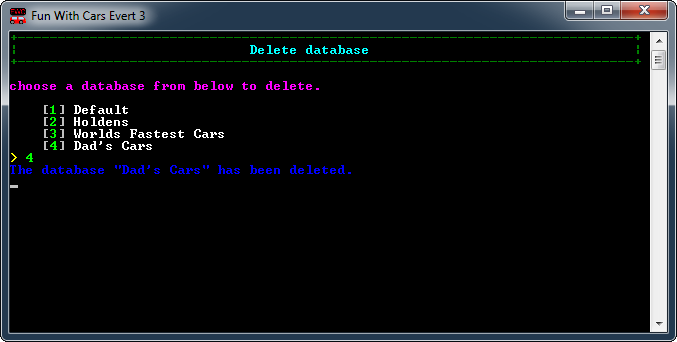 Fun With Cars Evert 3
Delete database
choose a database from below to delete.
[1] Default
[2] Holdens
[3] Worlds Fastest Cars
[4] Dad's Cars
> 4
The database "Dad's Cars" has been deleted.